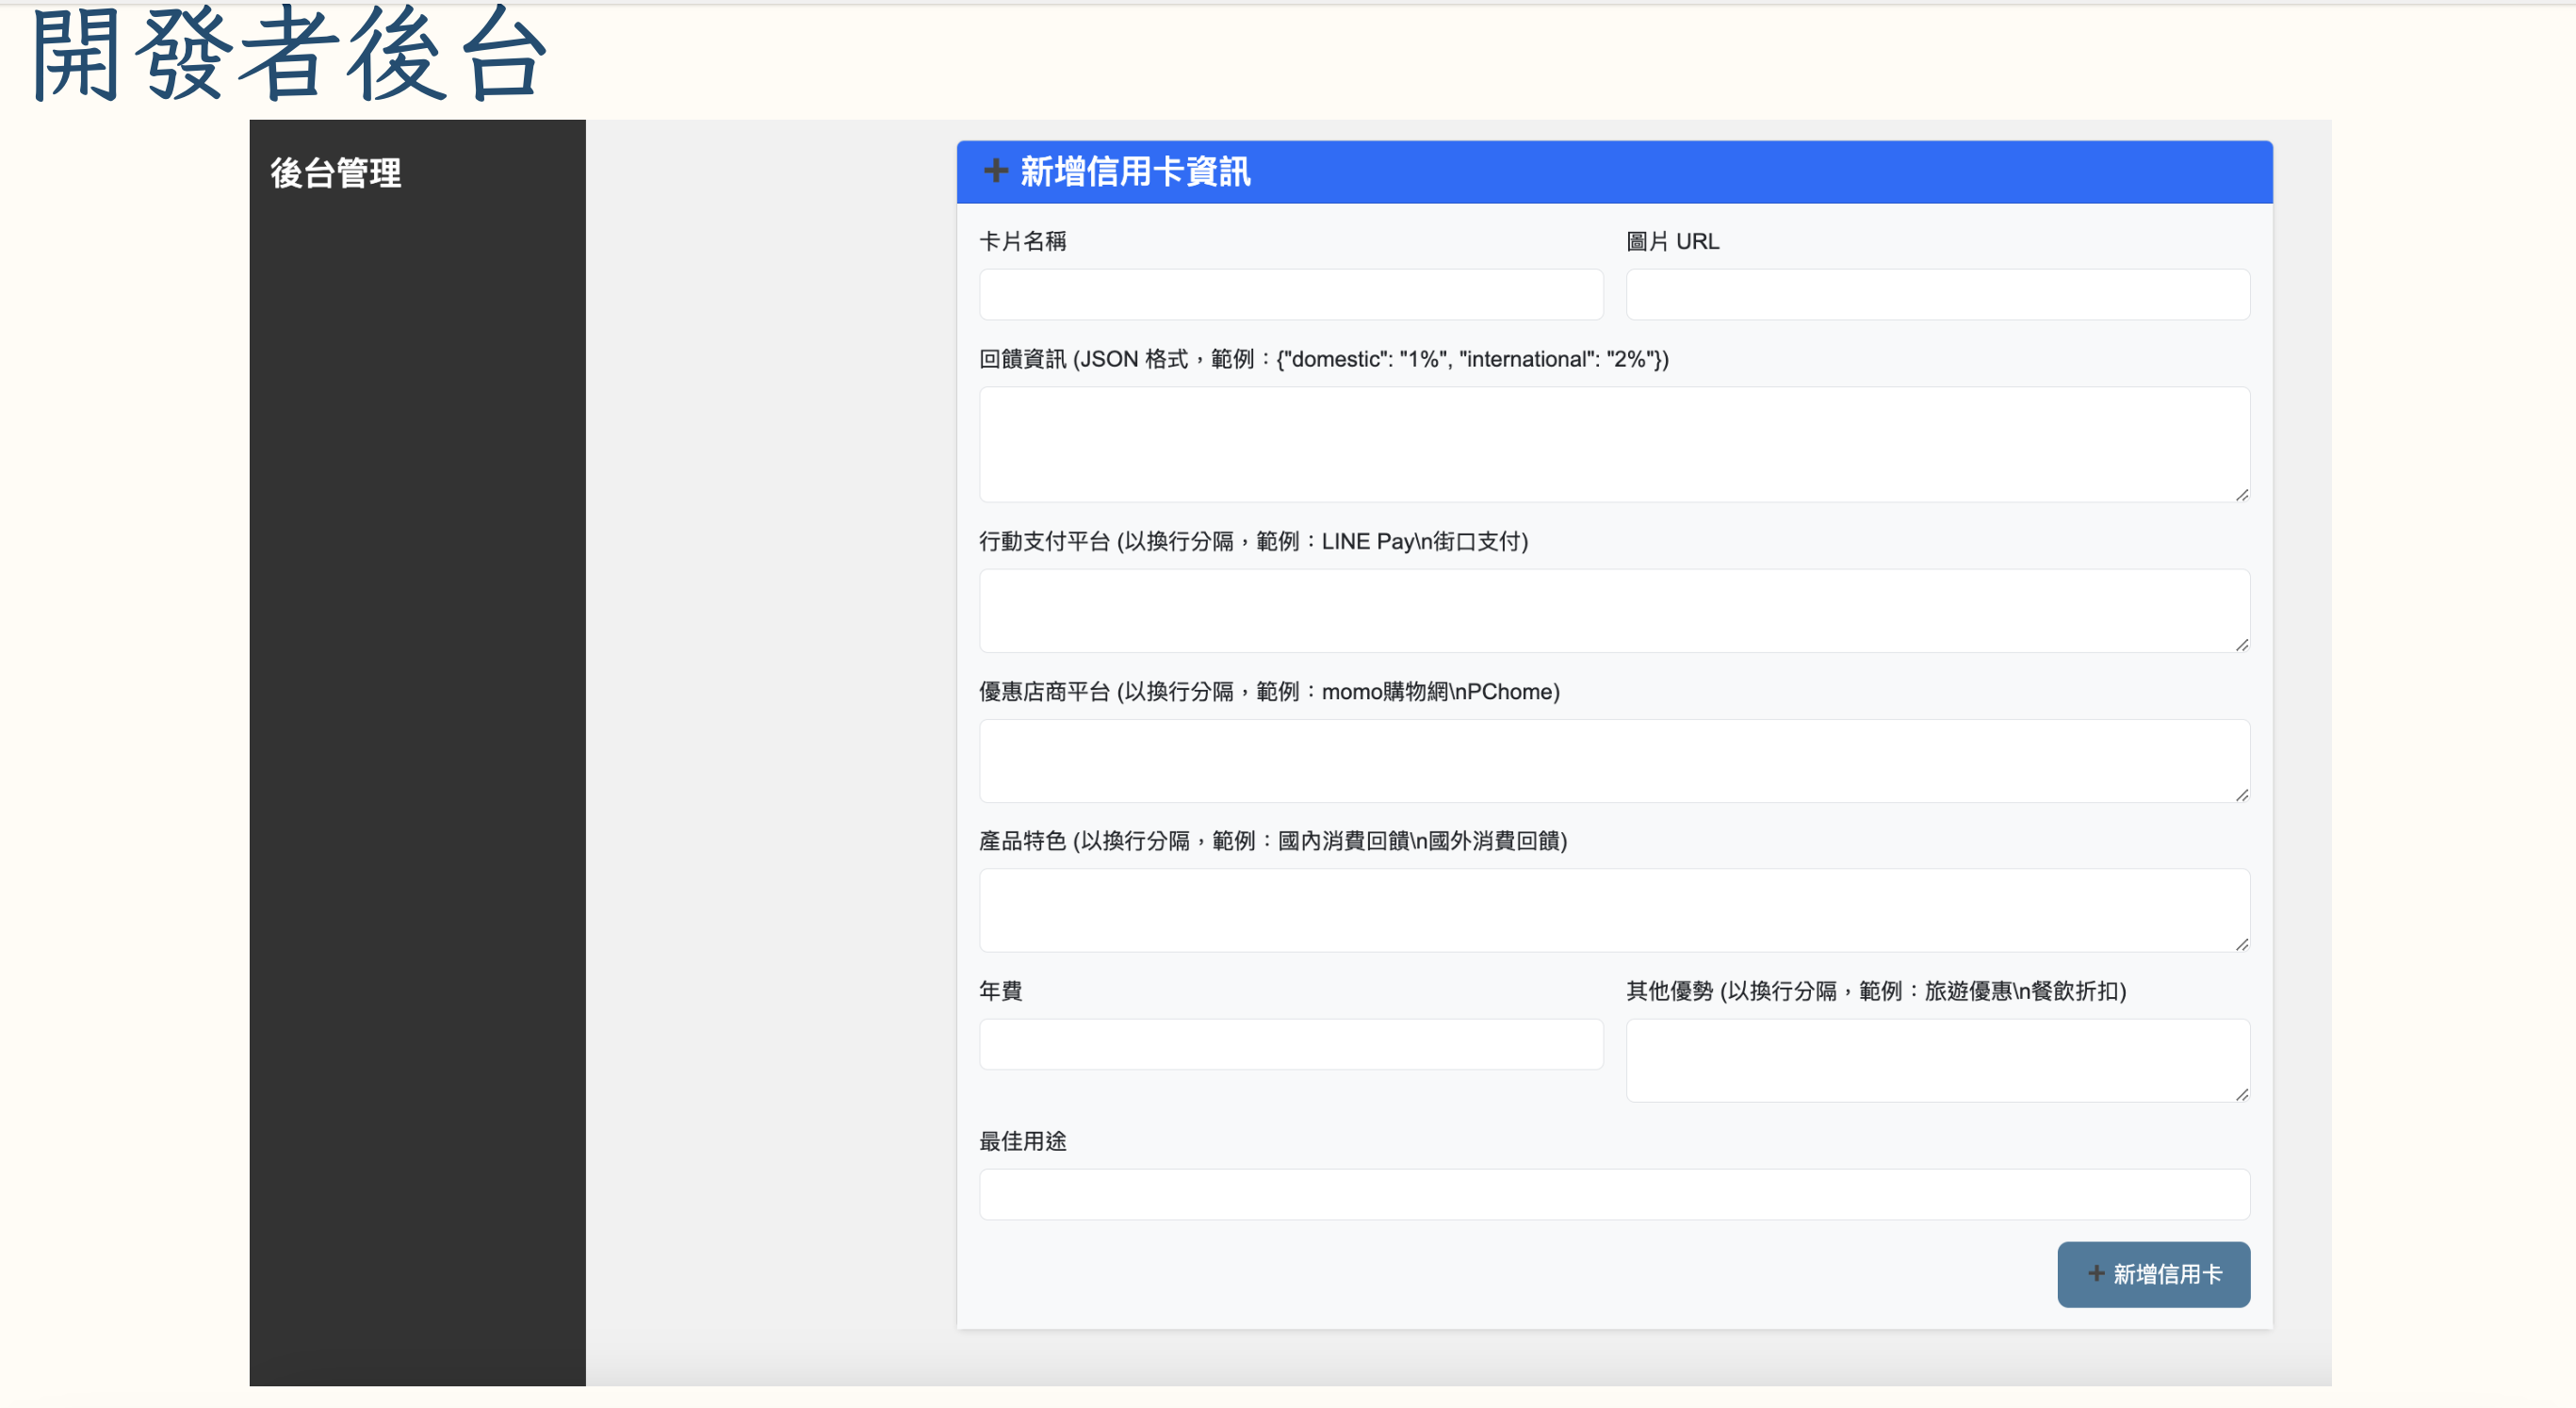 開發者後台
後台管理
➕ 新增信用卡資訊
卡片名稱
圖片 URL
回饋資訊 (JSON 格式，範例：{"domestic": "1%", "international": "2%"})
行動支付平台 (以換行分隔，範例：LINE Pay\n街口支付)
優惠店商平台 (以換行分隔，範例：momo購物網\nPChome)
產品特色 (以換行分隔，範例：國內消費回饋\n國外消費回饋)
年費
其他優勢 (以換行分隔，範例：旅遊優惠\n餐飲折扣)
最佳用途
➕ 新增信用卡